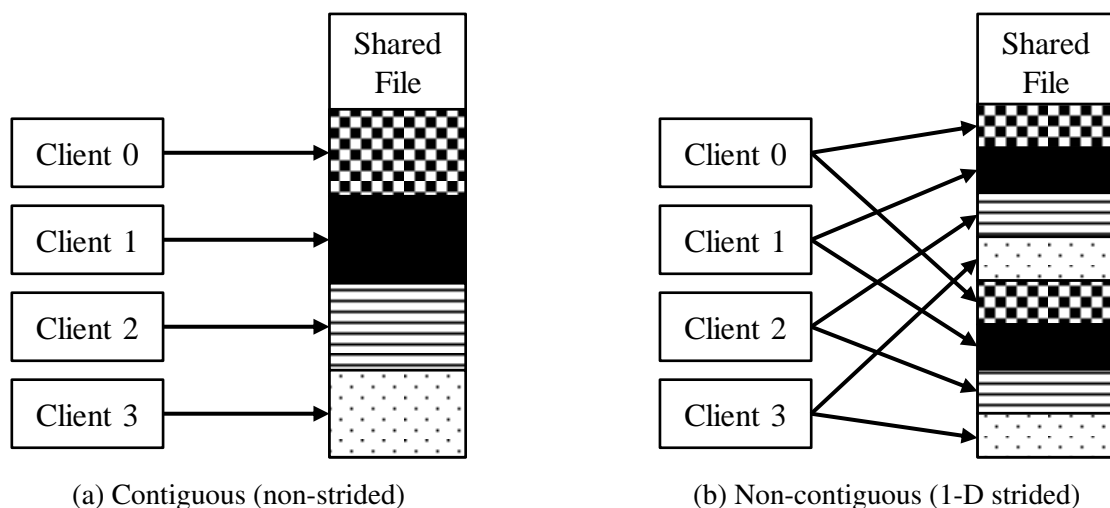 Shared
File
Client 0
Client 1
Client 2
Client 3
(a) Contiguous (non-strided)
Shared
File
Client 0
Client 1
Client 2
Client 3
(b) Non-contiguous (1-D strided)